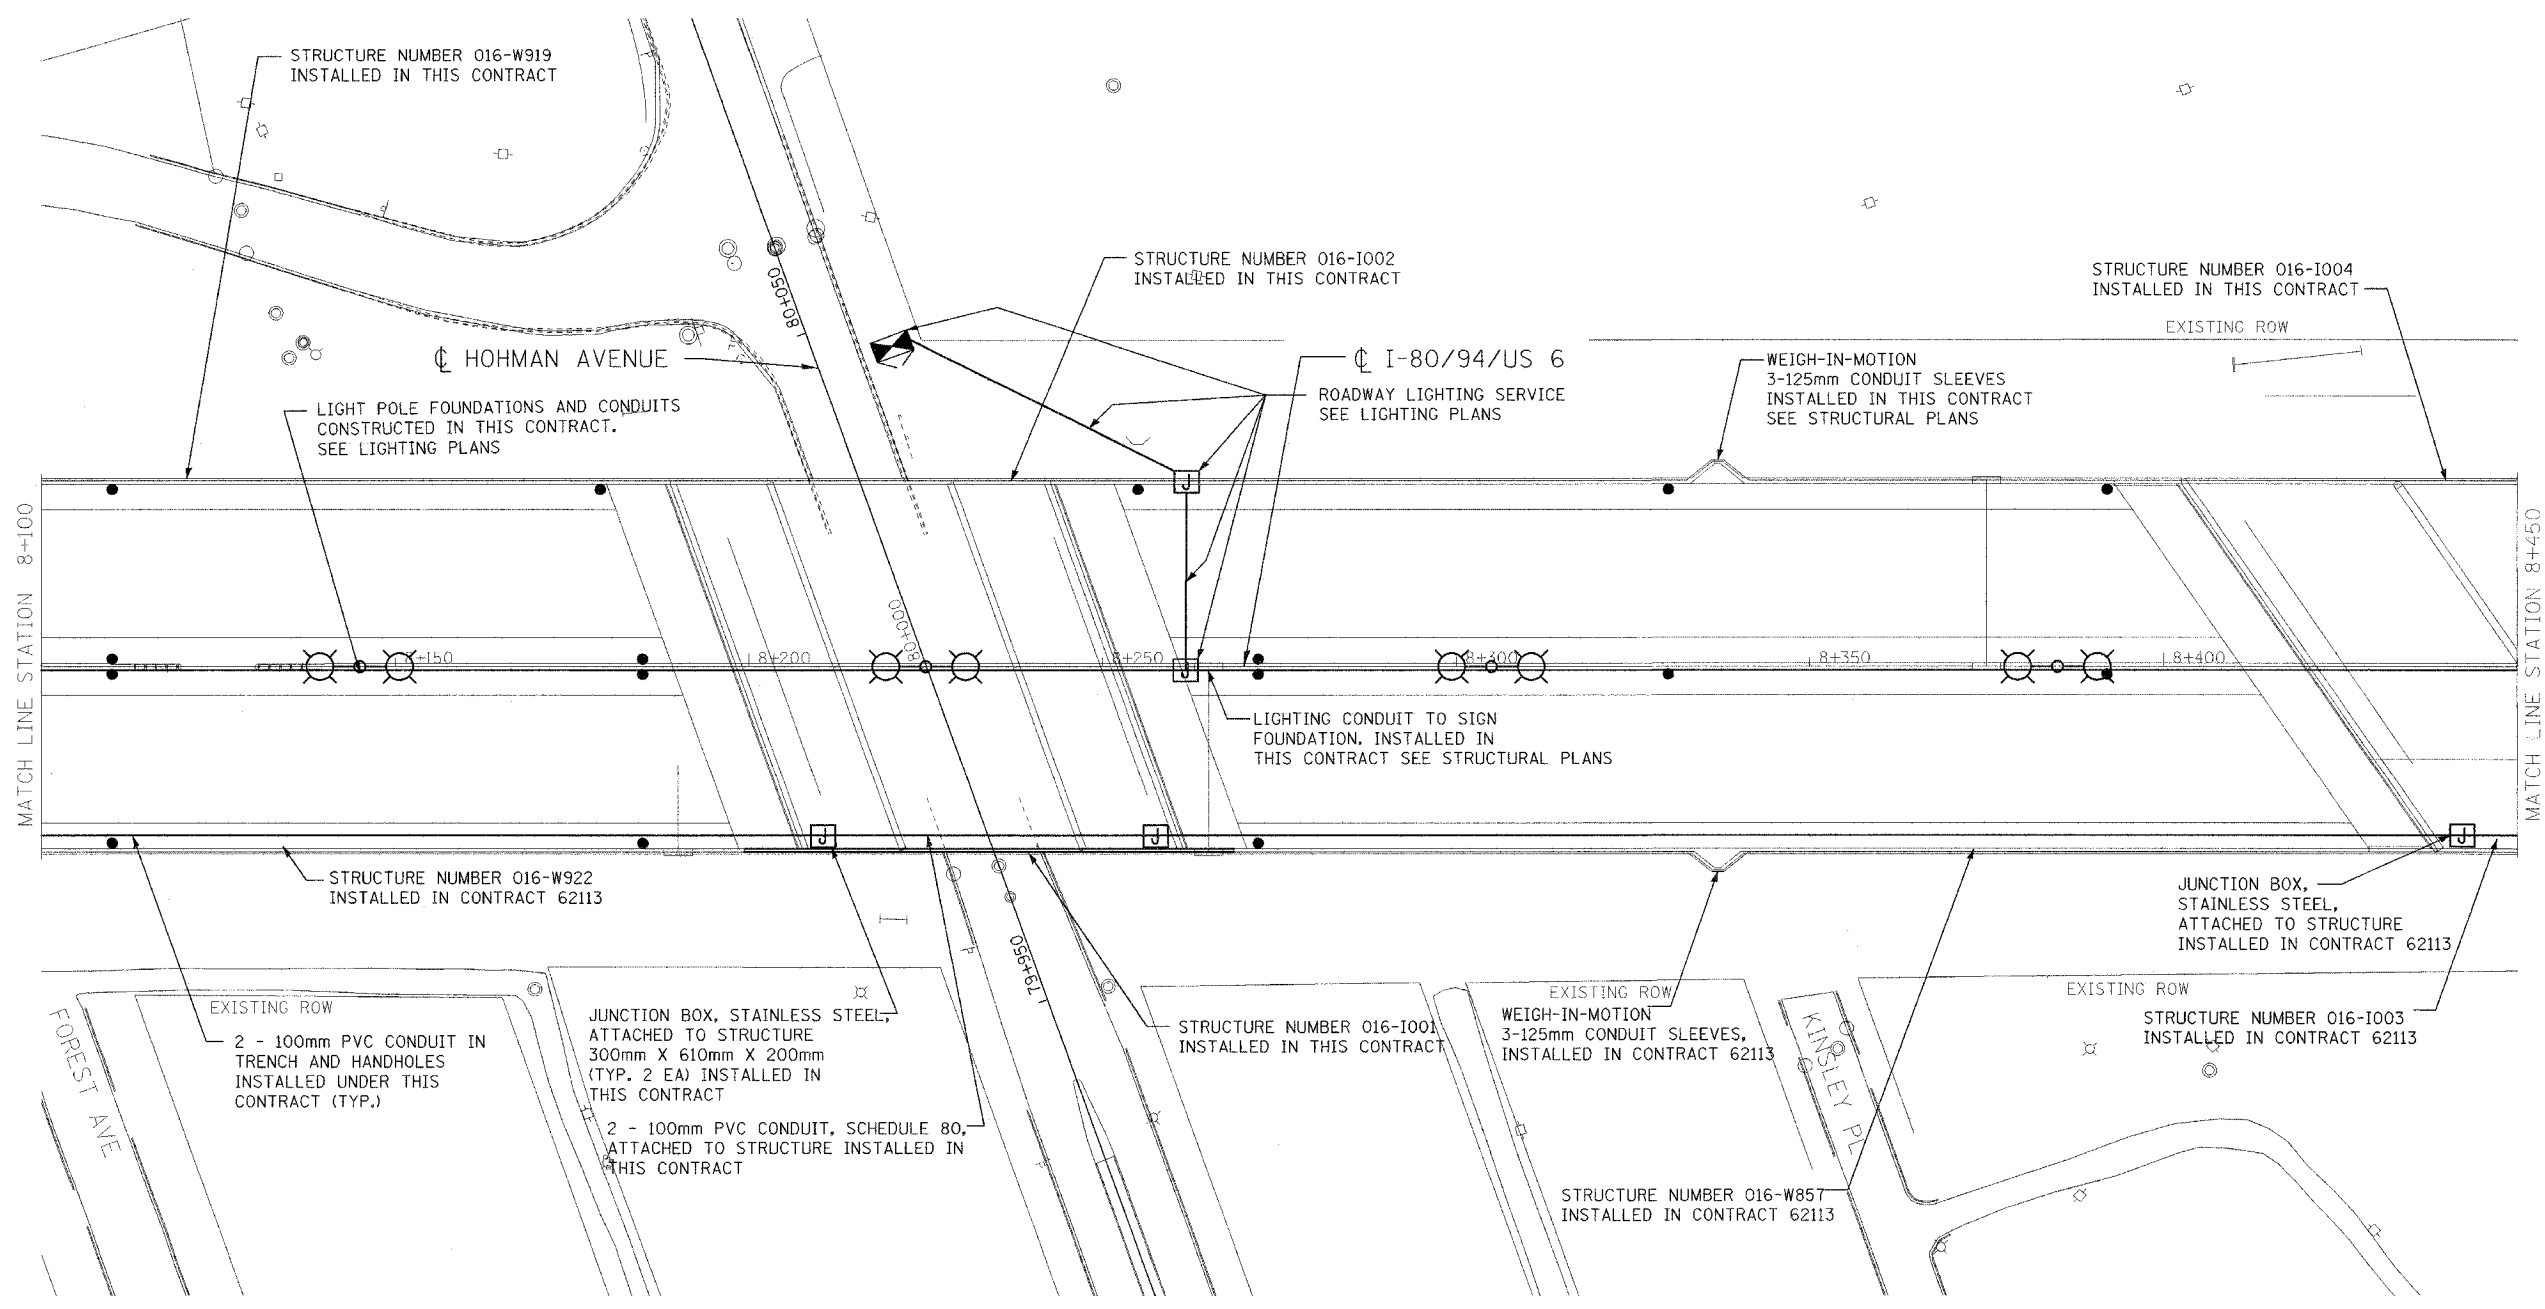 STRUCTURE NUMBER 016-W919
INSTALLED IN THIS CONTRACT
STRUCTURE NUMBER 016-I002
INSTALLED IN THIS CONTRACT
STRUCTURE NUMBER 016-I004
INSTALLED IN THIS CONTRACT
EXISTING ROW
80+050
℄ HOHMAN AVENUE
℄ I-80/94/US 6
ROADWAY LIGHTING SERVICE
SEE LIGHTING PLANS
WEIGH-IN-MOTION
3-125mm CONDUIT SLEEVES
INSTALLED IN THIS CONTRACT
SEE STRUCTURAL PLANS
LIGHT POLE FOUNDATIONS AND CONDUITS
CONSTRUCTED IN THIS CONTRACT.
SEE LIGHTING PLANS
J
MATCH LINE STATION 8+100
MATCH LINE STATION 8+450
80+000
8+150
8+200
8+250
8+300
8+350
8+400
J
LIGHTING CONDUIT TO SIGN
FOUNDATION. INSTALLED IN
THIS CONTRACT SEE STRUCTURAL PLANS
J
J
J
STRUCTURE NUMBER 016-W922
INSTALLED IN CONTRACT 62113
JUNCTION BOX,
STAINLESS STEEL,
ATTACHED TO STRUCTURE
INSTALLED IN CONTRACT 62113
79+950
EXISTING ROW
EXISTING ROW
EXISTING ROW
FOREST AVE
2 - 100mm PVC CONDUIT IN
TRENCH AND HANDHOLES
INSTALLED UNDER THIS
CONTRACT (TYP.)
JUNCTION BOX, STAINLESS STEEL,
ATTACHED TO STRUCTURE
300mm X 610mm X 200mm
(TYP. 2 EA) INSTALLED IN
THIS CONTRACT
2 - 100mm PVC CONDUIT, SCHEDULE 80,
ATTACHED TO STRUCTURE INSTALLED IN
THIS CONTRACT
STRUCTURE NUMBER 016-I001
INSTALLED IN THIS CONTRACT
WEIGH-IN-MOTION
3-125mm CONDUIT SLEEVES,
INSTALLED IN CONTRACT 62113
KINSLEY PL
STRUCTURE NUMBER 016-I003
INSTALLED IN CONTRACT 62113
STRUCTURE NUMBER 016-W857
INSTALLED IN CONTRACT 62113